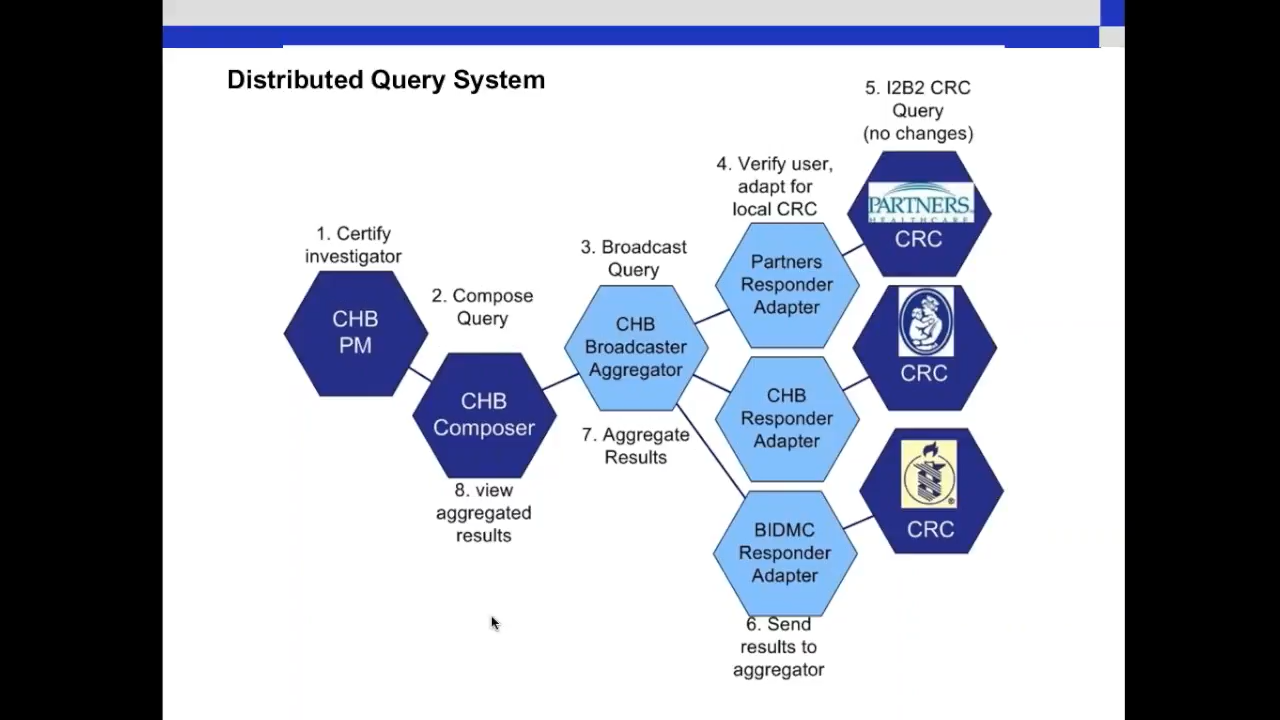 Distributed Query System
1. Certify
investigator
CHB
PM
2. Compose
Query
CHB
Composer
8. view
aggregated
results
3. Broadcast
Query
CHB
Broadcaster
Aggregator
7. Aggregate
Results
4. Verify user,
adapt for
local CRC
Partners
Responder
Adapter
CHB
Responder
Adapter
BIDMC
Responder
Adapter
6. Send
results to
aggregator
5. I2B2 CRC
Query
(no changes)
PARTNERS
HEALTHCARE
CRC
CRC
®
CRC